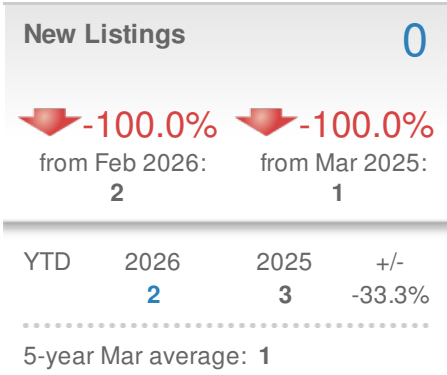 New Listings 0
-100.0% -100.0%
from Feb 2026: from Mar 2025:
2 1
YTD 2026 2025 +/-
2 3 -33.3%
5-year Mar average: 1